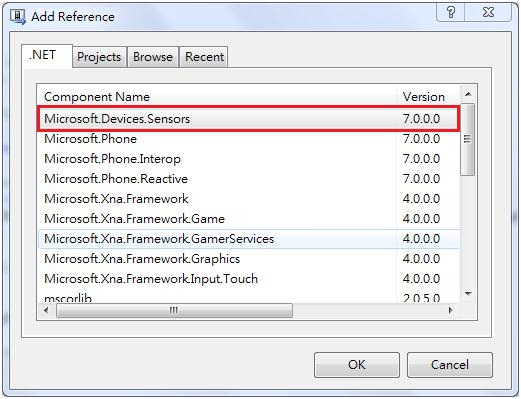 Add Reference
.NET Projects Browse Recent
Component Name Version
Microsoft.Devices.Sensors 7.0.0.0
Microsoft.Phone 7.0.0.0
Microsoft.Phone.Interop 7.0.0.0
Microsoft.Phone.Reactive 7.0.0.0
Microsoft.Xna.Framework 4.0.0.0
Microsoft.Xna.Framework.Game 4.0.0.0
Microsoft.Xna.Framework.GamerServices 4.0.0.0
Microsoft.Xna.Framework.Graphics 4.0.0.0
Microsoft.Xna.Framework.Input.Touch 4.0.0.0
mscorlib 2.0.5.0
OK Cancel